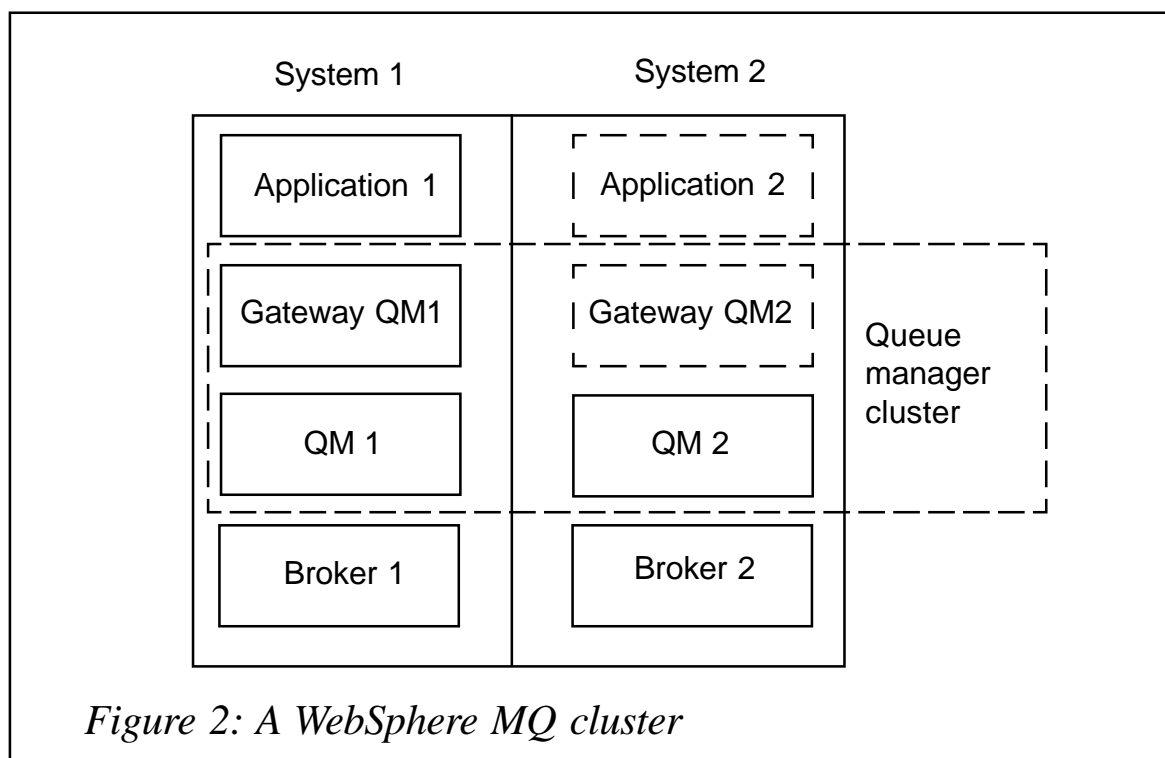 System 1
System 2
Application 1
Application 2
Gateway QM1
Gateway QM2
Queue
manager
cluster
QM 1
QM 2
Broker 1
Broker 2
Figure 2: A WebSphere MQ cluster